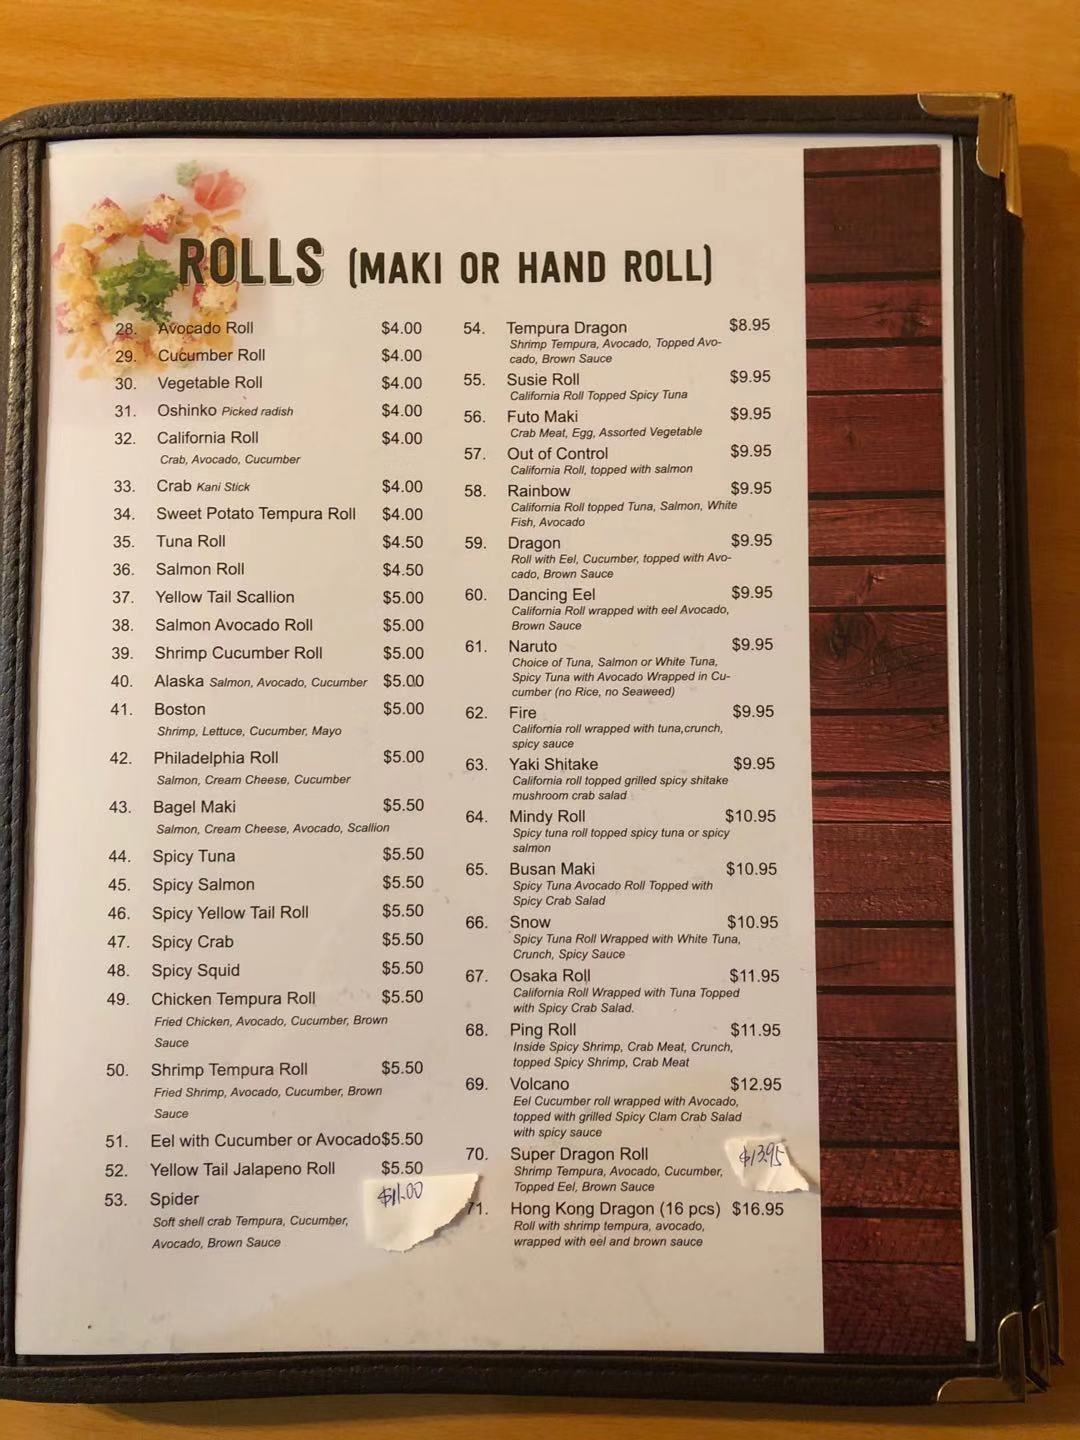 ROLLS (MAKI OR HAND ROLL)
28. Avocado Roll $4.00
29. Cucumber Roll $4.00
30. Vegetable Roll $4.00
31. Oshinko Picked radish $4.00
32. California Roll $4.00
Crab, Avocado, Cucumber
33. Crab Kani Stick $4.00
34. Sweet Potato Tempura Roll $4.00
35. Tuna Roll $4.50
36. Salmon Roll $4.50
37. Yellow Tail Scallion $5.00
38. Salmon Avocado Roll $5.00
39. Shrimp Cucumber Roll $5.00
40. Alaska Salmon, Avocado, Cucumber $5.00
41. Boston $5.00
Shrimp, Lettuce, Cucumber, Mayo
42. Philadelphia Roll $5.00
Salmon, Cream Cheese, Cucumber
43. Bagel Maki $5.50
Salmon, Cream Cheese, Avocado, Scallion
44. Spicy Tuna $5.50
45. Spicy Salmon $5.50
46. Spicy Yellow Tail Roll $5.50
47. Spicy Crab $5.50
48. Spicy Squid $5.50
49. Chicken Tempura Roll $5.50
Fried Chicken, Avocado, Cucumber, Brown
Sauce
50. Shrimp Tempura Roll $5.50
Fried Shrimp, Avocado, Cucumber, Brown
Sauce
51. Eel with Cucumber or Avocado$5.50
52. Yellow Tail Jalapeno Roll $5.50
53. Spider $11.00
Soft shell crab Tempura, Cucumber,
Avocado, Brown Sauce
54. Tempura Dragon $8.95
Shrimp Tempura, Avocado, Topped Avo-
cado, Brown Sauce
55. Susie Roll $9.95
California Roll Topped Spicy Tuna
56. Futo Maki $9.95
Crab Meat, Egg, Assorted Vegetable
57. Out of Control $9.95
California Roll, topped with salmon
58. Rainbow $9.95
California Roll topped Tuna, Salmon, White
Fish, Avocado
59. Dragon $9.95
Roll with Eel, Cucumber, topped with Avo-
cado, Brown Sauce
60. Dancing Eel $9.95
California Roll wrapped with eel Avocado,
Brown Sauce
61. Naruto $9.95
Choice of Tuna, Salmon or White Tuna,
Spicy Tuna with Avocado Wrapped in Cu-
cumber (no Rice, no Seaweed)
62. Fire $9.95
California roll wrapped with tuna,crunch,
spicy sauce
63. Yaki Shitake $9.95
California roll topped grilled spicy shitake
mushroom crab salad
64. Mindy Roll $10.95
Spicy tuna roll topped spicy tuna or spicy
salmon
65. Busan Maki $10.95
Spicy Tuna Avocado Roll Topped with
Spicy Crab Salad
66. Snow $10.95
Spicy Tuna Roll Wrapped with White Tuna,
Crunch, Spicy Sauce
67. Osaka Roll $11.95
California Roll Wrapped with Tuna Topped
with Spicy Crab Salad.
68. Ping Roll $11.95
Inside Spicy Shrimp, Crab Meat, Crunch,
topped Spicy Shrimp, Crab Meat
69. Volcano $12.95
Eel Cucumber roll wrapped with Avocado,
topped with grilled Spicy Clam Crab Salad
with spicy sauce
70. Super Dragon Roll $13.95
Shrimp Tempura, Avocado, Cucumber,
Topped Eel, Brown Sauce
71. Hong Kong Dragon (16 pcs) $16.95
Roll with shrimp tempura, avocado,
wrapped with eel and brown sauce